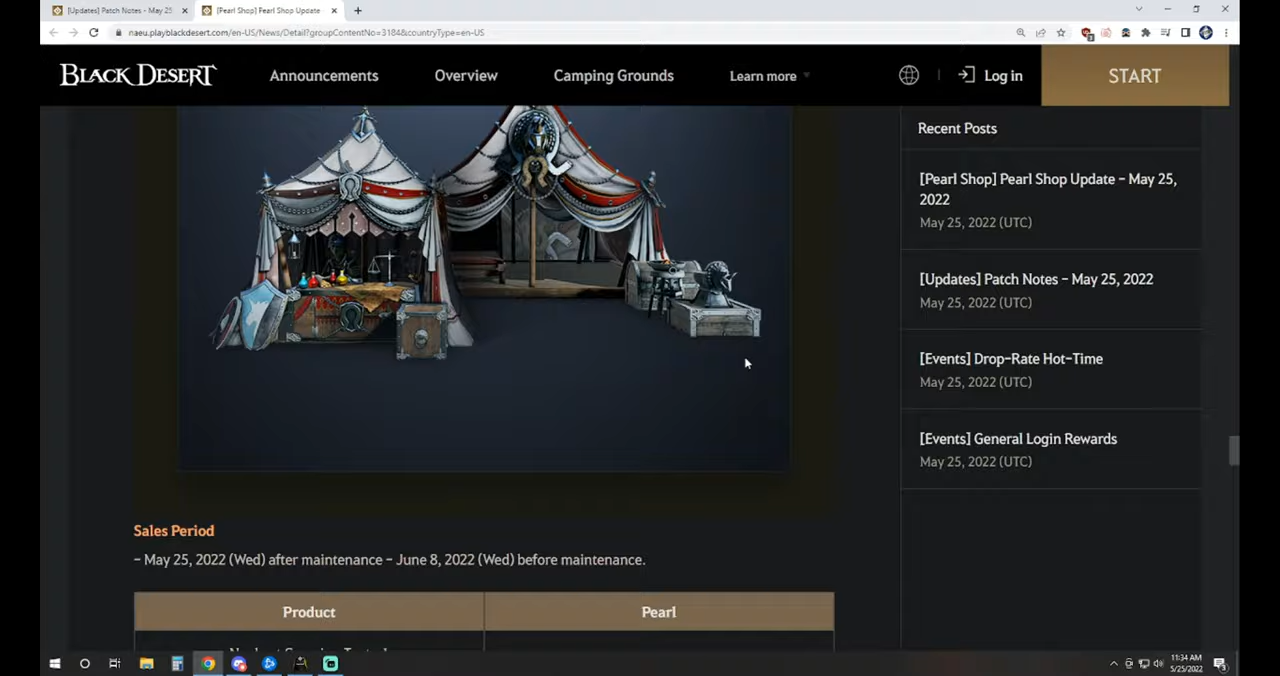 [Updates] Patch Notes - May 25
[Pearl Shop] Pearl Shop Update
naeu.playblackdesert.com/en-US/News/Detail?groupContentNo=3184&countryType=en-US
BLACK DESERT
Announcements
Overview
Camping Grounds
Learn more
Log in
START
Recent Posts
[Pearl Shop] Pearl Shop Update - May 25,
2022
May 25, 2022 (UTC)
[Updates] Patch Notes - May 25, 2022
May 25, 2022 (UTC)
[Events] Drop-Rate Hot-Time
May 25, 2022 (UTC)
[Events] General Login Rewards
May 25, 2022 (UTC)
Sales Period
- May 25, 2022 (Wed) after maintenance - June 8, 2022 (Wed) before maintenance.
Product
Pearl
11:34 AM
5/25/2022